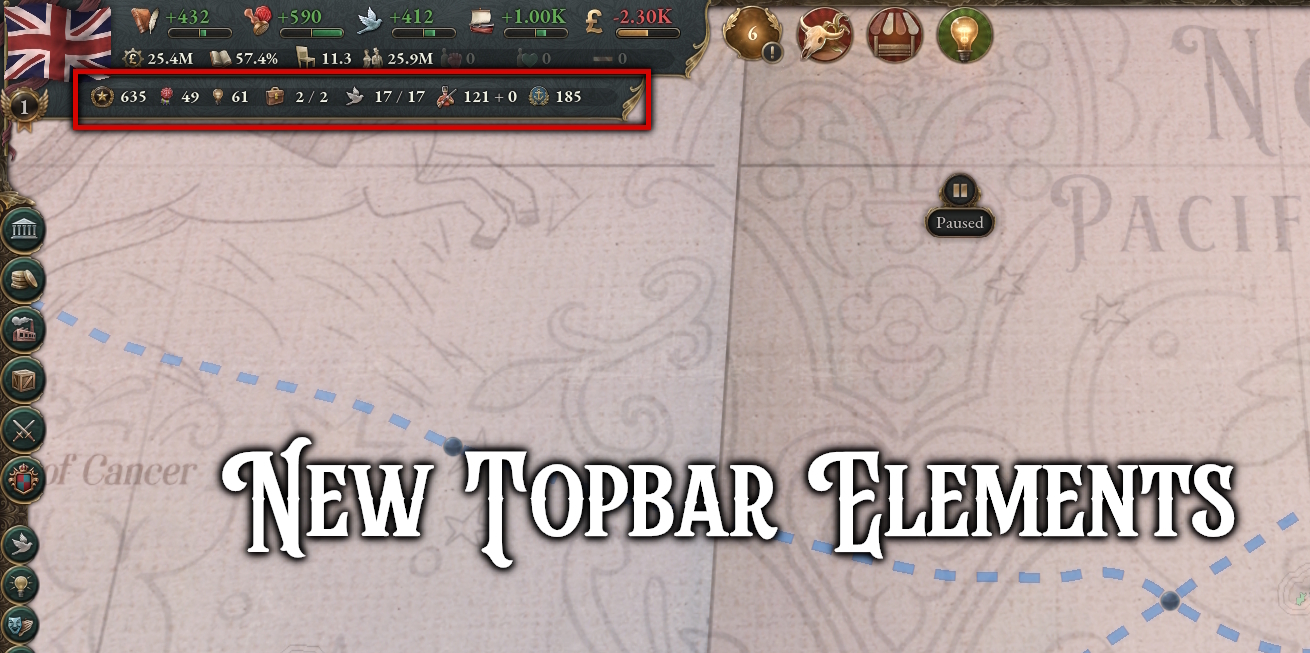 +432 +590 +412 +1.00K -2.30K
25.4M 57.4% 11.3 25.9M 0 0 0
1 635 49 61 2 / 2 17 / 17 121 + 0 185
6
Paused
PACIF
of Cancer
NEW TOPBAR ELEMENTS